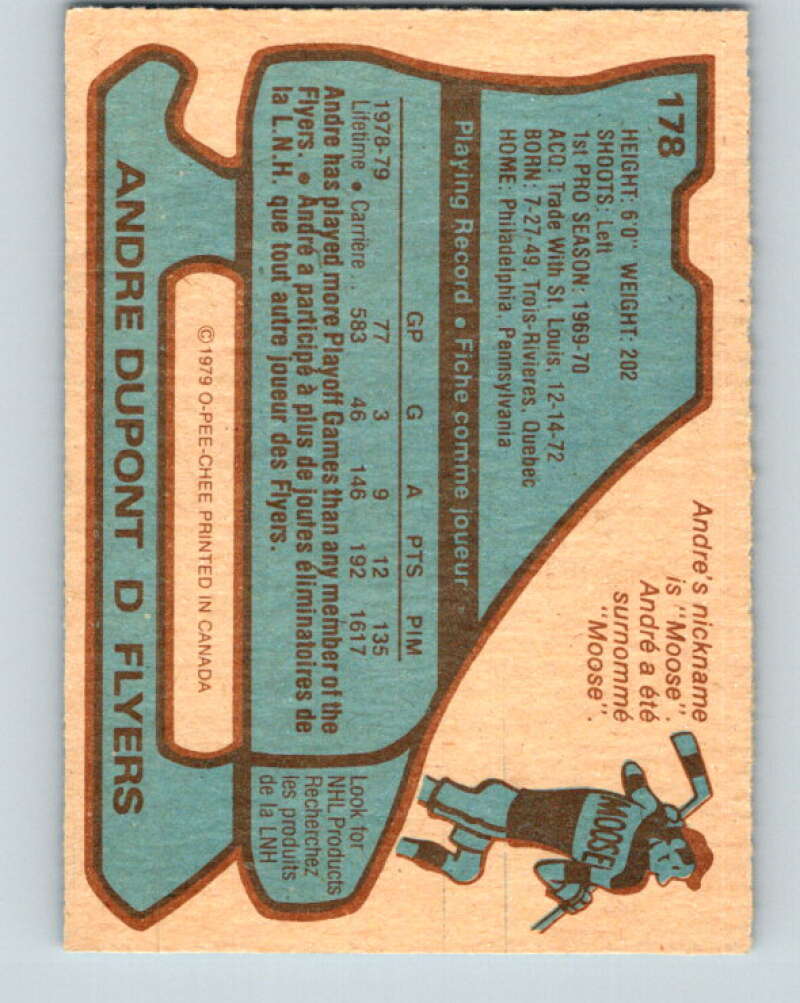 178
HEIGHT: 6'0" WEIGHT: 202
SHOOTS: Left
1st PRO SEASON: 1969-70
ACQ: Trade With St. Louis, 12-14-72
BORN: 7-27-49, Trois-Rivieres, Quebec
HOME: Philadelphia, Pennsylvania
Andre's nickname
is "Moose".
André a été
surnommé
"Moose".
MOOSE
Playing Record • Fiche comme joueur
GP G A PTS PIM
1978-79 77 3 9 12 135
Lifetime • Carrière .. 583 46 146 192 1617
Andre has played more Playoff Games than any member of the
Flyers. • André a participé à plus de joutes éliminatoires de
la L.N.H. que tout autre joueur des Flyers.
Look for
NHL Products
Recherchez
les produits
de la LNH
© 1979 O-PEE-CHEE PRINTED IN CANADA
ANDRE DUPONT D FLYERS